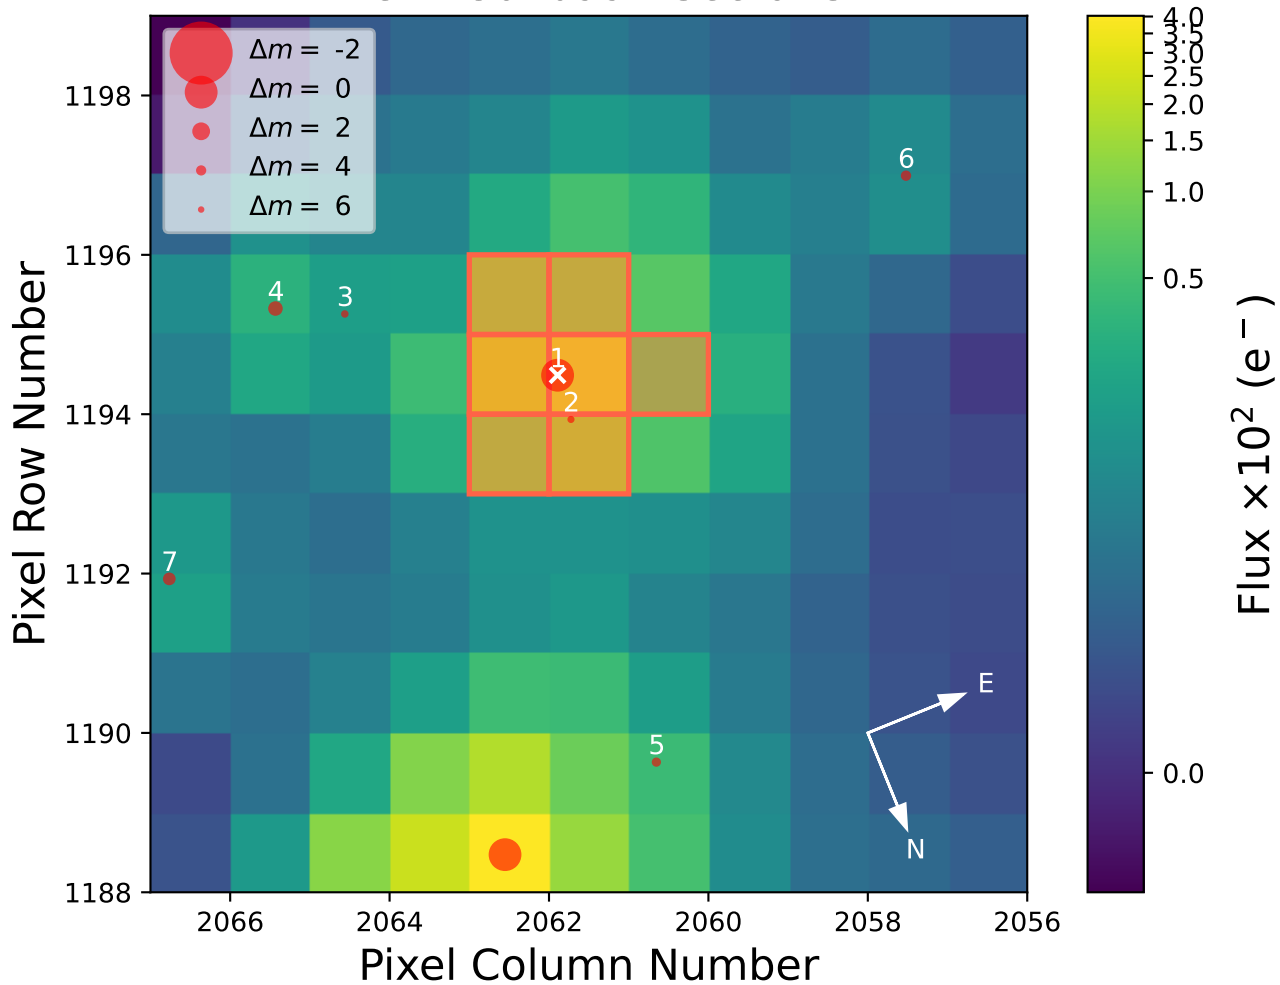 Δm = -2
Δm = 0
Δm = 2
Δm = 4
Δm = 6
1198
1196
1194
1192
1190
1188
Pixel Row Number
2066
2064
2062
2060
2058
2056
Pixel Column Number
1
2
3
4
5
6
7
E
N
4.0
3.5
3.0
2.5
2.0
1.5
1.0
0.5
0.0
Flux ×10² (e⁻)